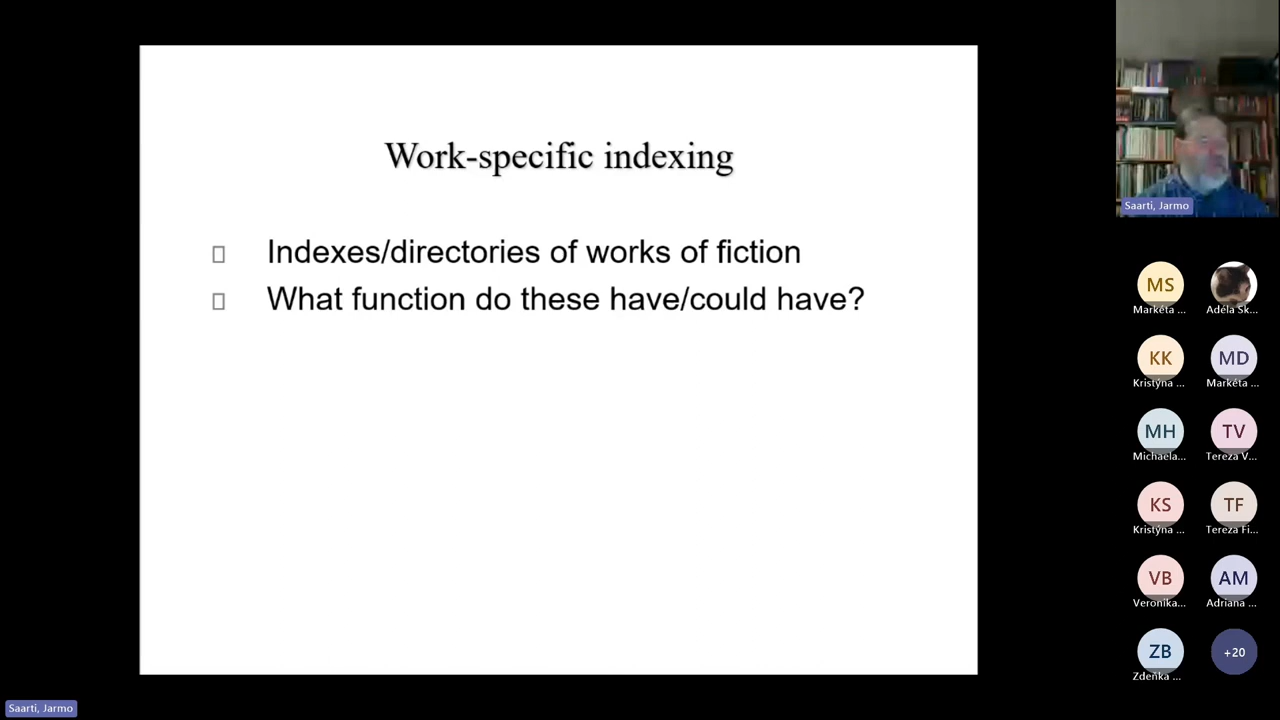 Work-specific indexing
Indexes/directories of works of fiction
What function do these have/could have?
Saarti, Jarmo
MS
Markéta ...
Adéla Sk...
KK
Kristýna ...
MD
Markéta ...
MH
Michaela...
TV
Tereza V...
KS
Kristýna ...
TF
Tereza Fi...
VB
Veronika...
AM
Adriana ...
ZB
Zdeňka ...
+20
Saarti, Jarmo